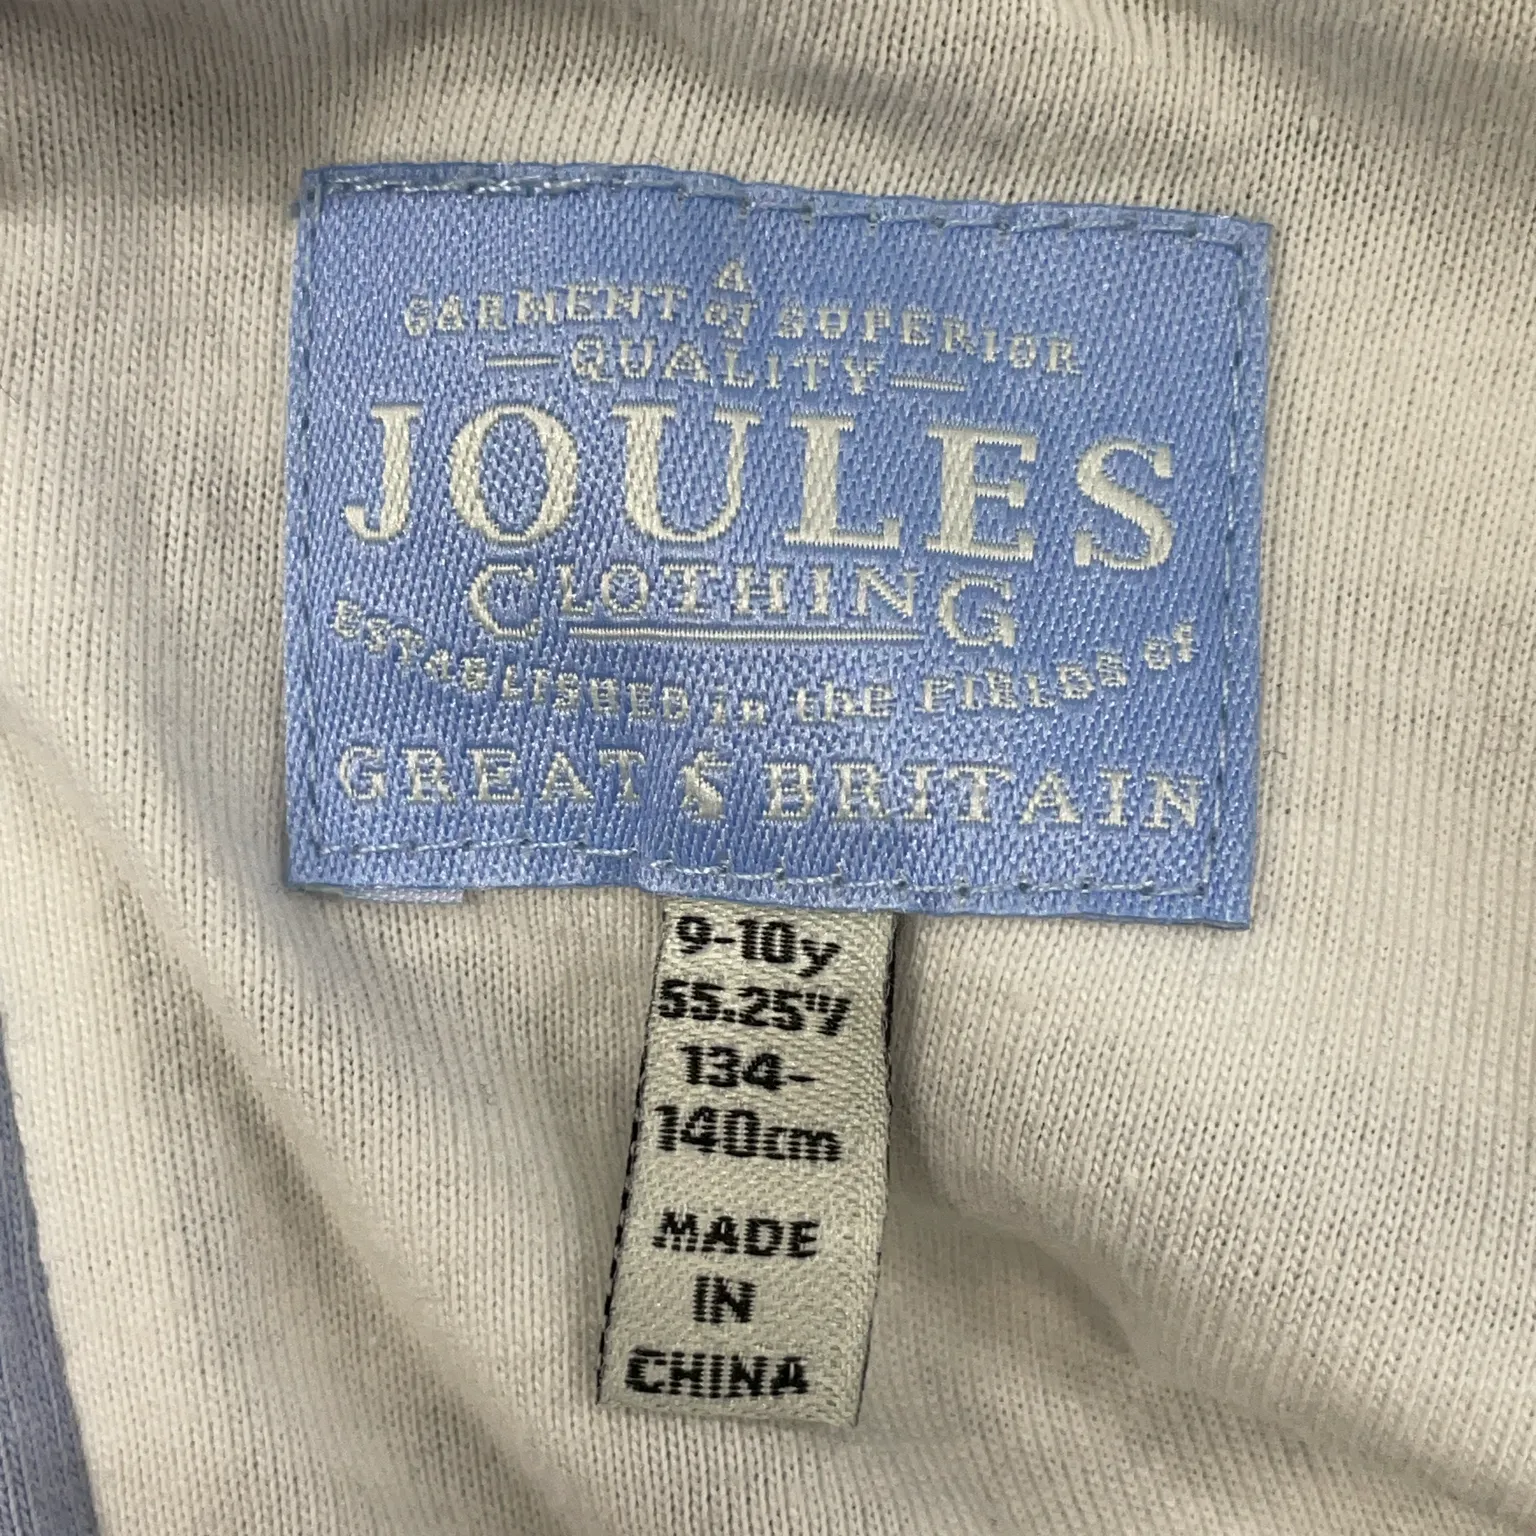 A
GARMENT of SUPERIOR
QUALITY
JOULES
CLOTHING
ESTABLISHED in the FIELDS of
GREAT BRITAIN
9-10y
55.25"/
134-
140cm
MADE
IN
CHINA